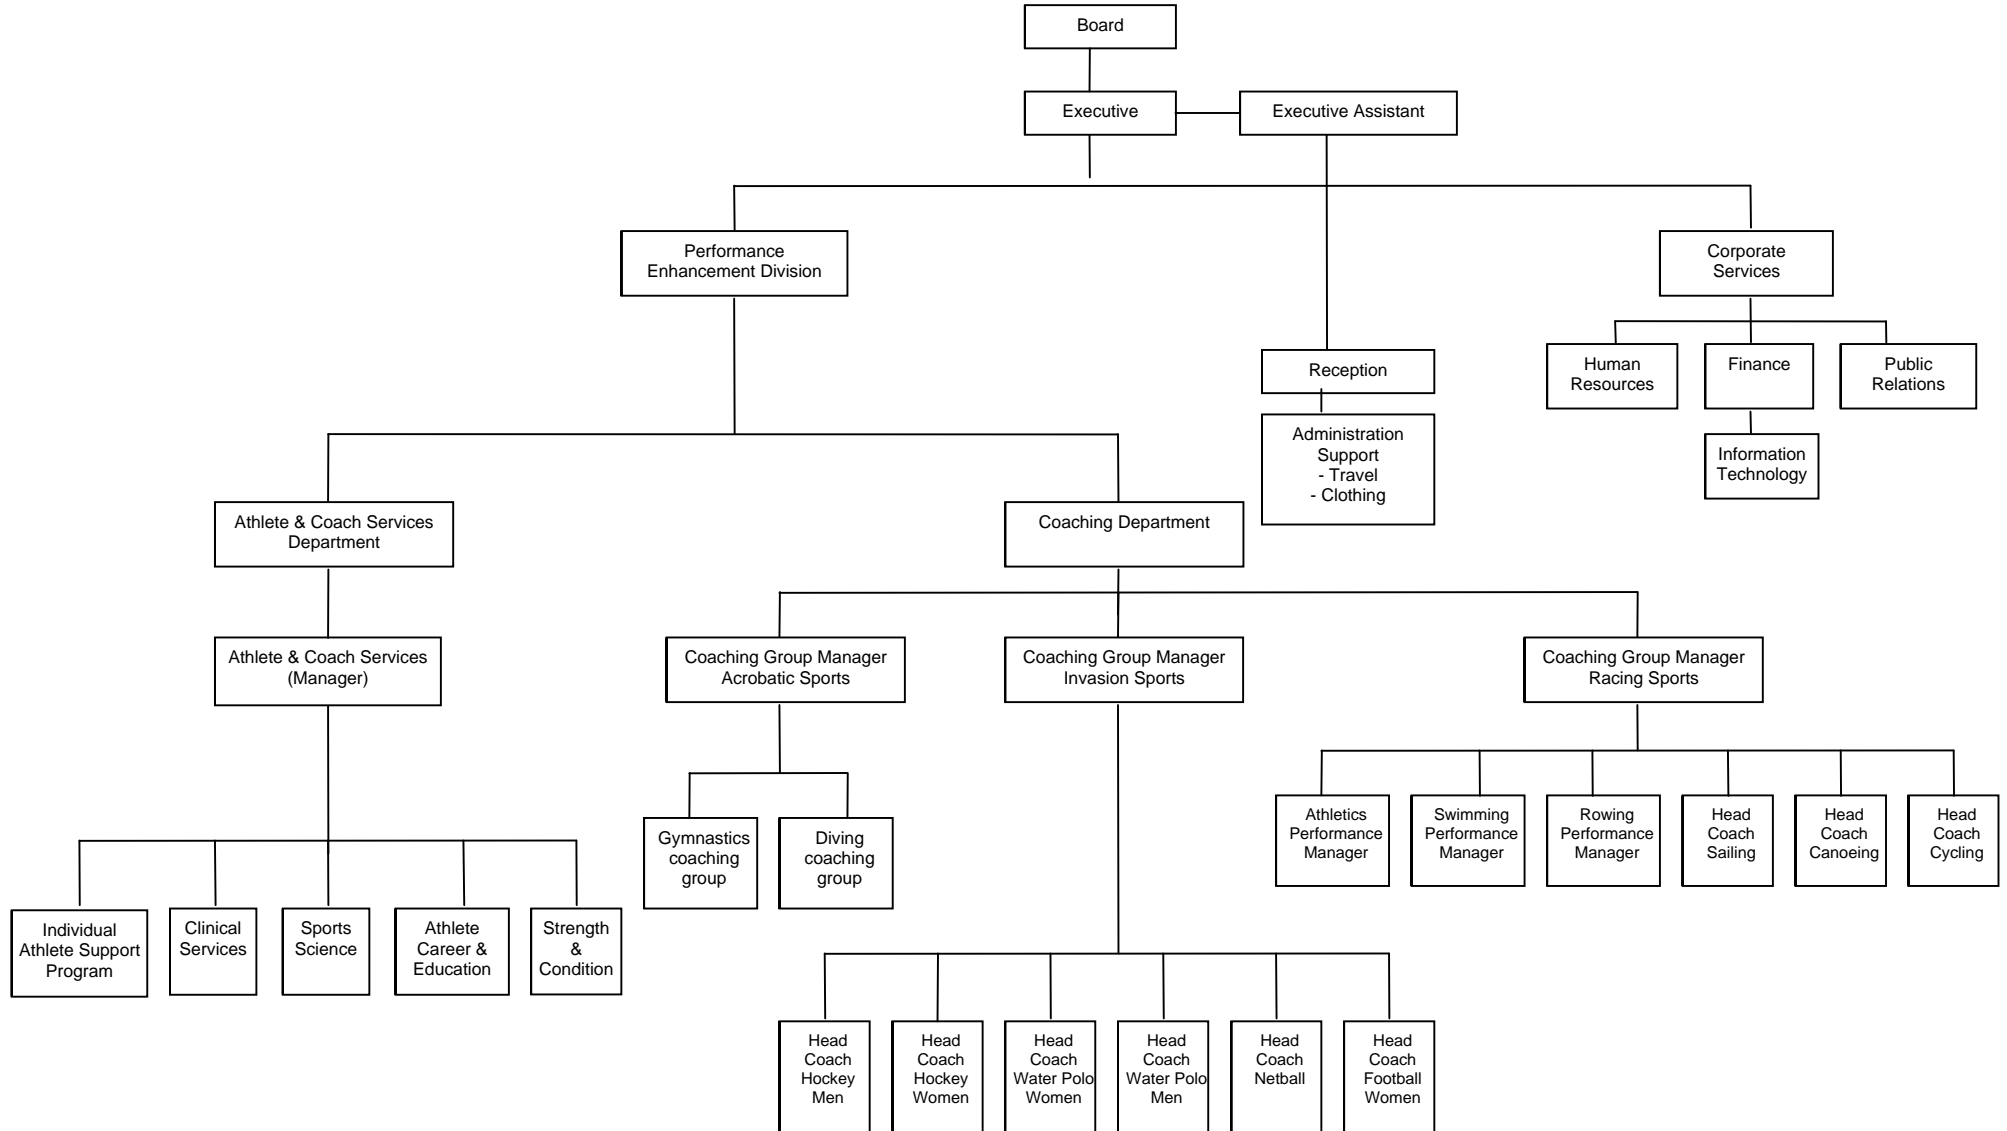 Board
Executive
Executive Assistant
Performance
Enhancement Division
Corporate
Services
Reception
Human
Resources
Finance
Public
Relations
Administration
Support
- Travel
- Clothing
Information
Technology
Athlete & Coach Services
Department
Coaching Department
Athlete & Coach Services
(Manager)
Coaching Group Manager
Acrobatic Sports
Coaching Group Manager
Invasion Sports
Coaching Group Manager
Racing Sports
Gymnastics
coaching
group
Diving
coaching
group
Athletics
Performance
Manager
Swimming
Performance
Manager
Rowing
Performance
Manager
Head
Coach
Sailing
Head
Coach
Canoeing
Head
Coach
Cycling
Individual
Athlete Support
Program
Clinical
Services
Sports
Science
Athlete
Career &
Education
Strength
&
Condition
Head
Coach
Hockey
Men
Head
Coach
Hockey
Women
Head
Coach
Water Polo
Women
Head
Coach
Water Polo
Men
Head
Coach
Netball
Head
Coach
Football
Women